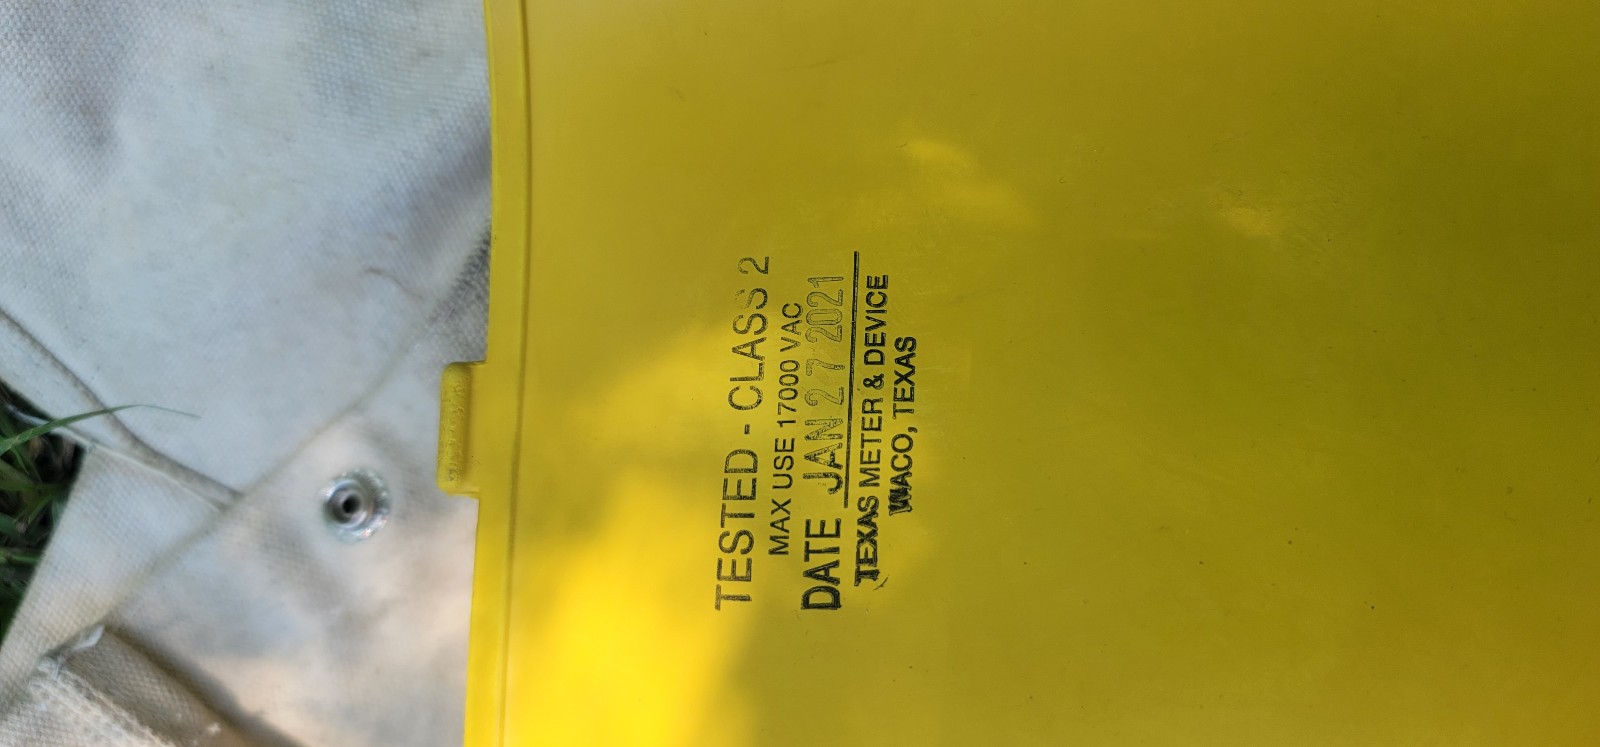 TESTED - CLASS 2
MAX USE 17000 VAC
DATE JAN 27 2021
TEXAS METER & DEVICE
WACO, TEXAS